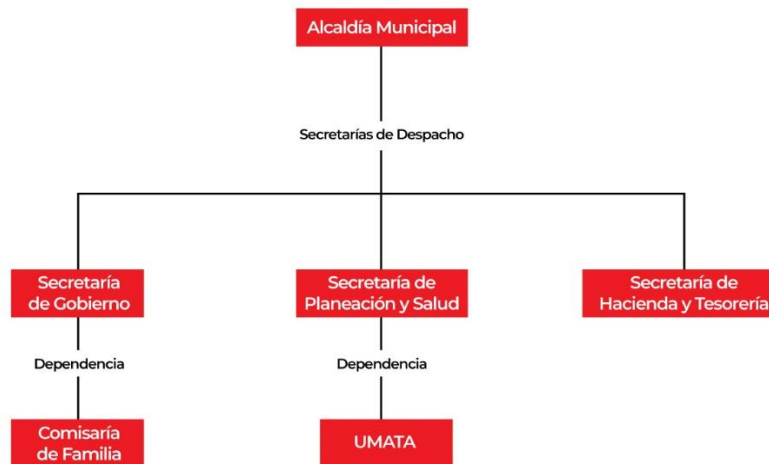 Alcaldía Municipal
Secretarías de Despacho
Secretaría
de Gobierno
Secretaría de
Planeación y Salud
Secretaría de
Hacienda y Tesorería
Dependencia
Dependencia
Comisaría
de Familia
UMATA